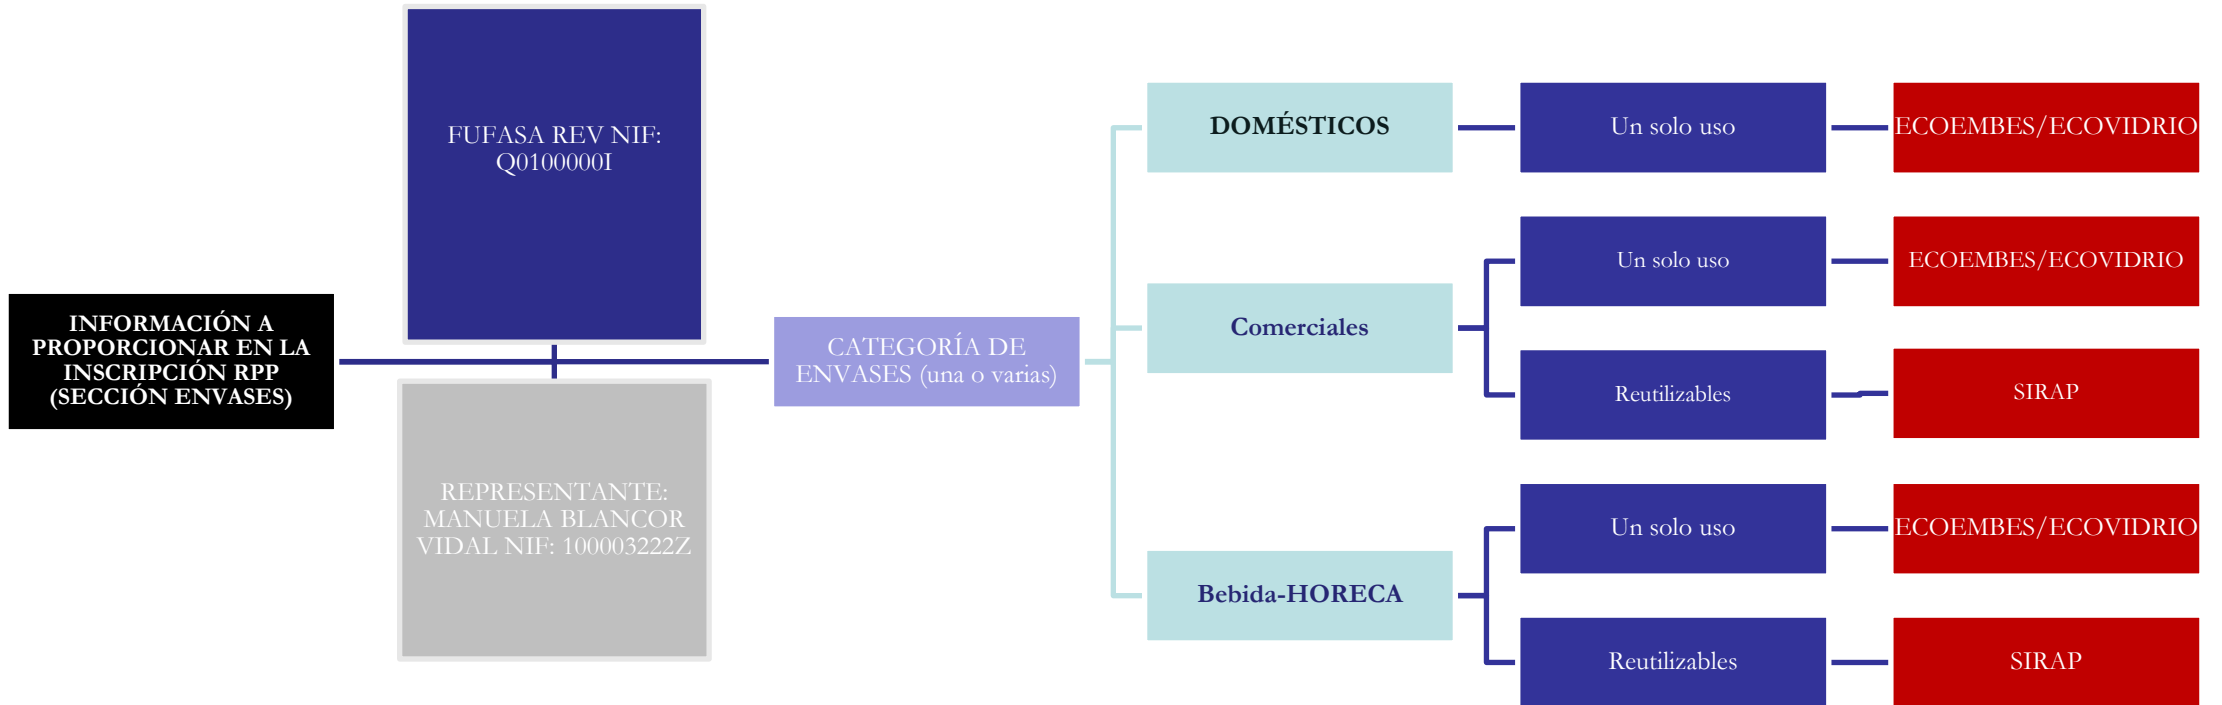 INFORMACIÓN A
PROPORCIONAR EN LA
INSCRIPCIÓN RPP
(SECCIÓN ENVASES)
FUFASA REV NIF:
Q0100000I
REPRESENTANTE:
MANUELA BLANCOR
VIDAL NIF: 100003222Z
CATEGORÍA DE
ENVASES (una o varias)
DOMÉSTICOS
Un solo uso
ECOEMBES/ECOVIDRIO
Comerciales
Un solo uso
ECOEMBES/ECOVIDRIO
Reutilizables
SIRAP
Bebida-HORECA
Un solo uso
ECOEMBES/ECOVIDRIO
Reutilizables
SIRAP